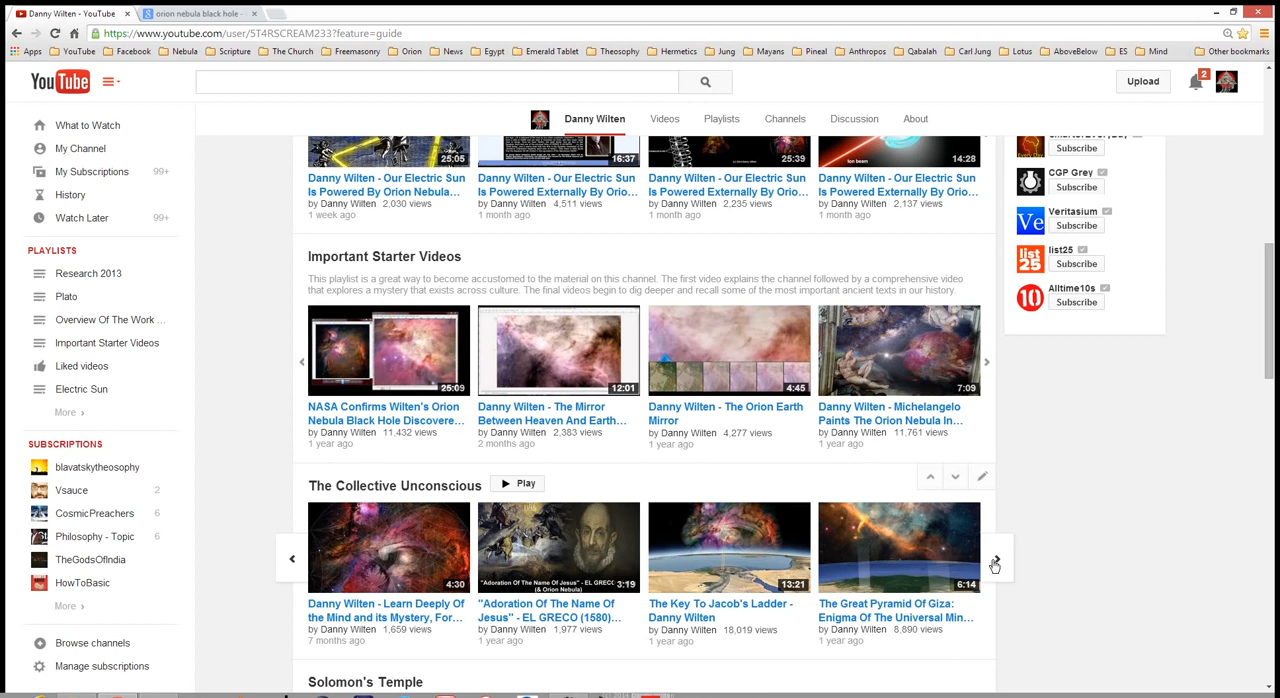 Danny Wilten - YouTube
orion nebula black hole -
https://www.youtube.com/user/5T4RSCREAM233?feature=guide
Apps YouTube Facebook Nebula Scripture The Church Freemasonry Orion News Egypt Emerald Tablet Theosophy Hermetics Jung Mayans Pineal Anthropos Qabalah Carl Jung Lotus AboveBelow ES Mind Other bookmarks
YouTube
Upload
2
Danny Wilten Videos Playlists Channels Discussion About
What to Watch
My Channel
My Subscriptions 99+
History
Watch Later 99+
PLAYLISTS
Research 2013
Plato
Overview Of The Work ...
Important Starter Videos
Liked videos
Electric Sun
More ›
SUBSCRIPTIONS
blavatskytheosophy
Vsauce 2
CosmicPreachers 6
Philosophy - Topic 6
TheGodsOfIndia
HowToBasic
More ›
Browse channels
Manage subscriptions
25:05
Danny Wilten - Our Electric Sun
Is Powered By Orion Nebula...
by Danny Wilten 2,030 views
1 week ago
16:37
Danny Wilten - Our Electric Sun
Is Powered Externally By Orio...
by Danny Wilten 4,511 views
1 month ago
25:39
Danny Wilten - Our Electric Sun
Is Powered Externally By Orio...
by Danny Wilten 2,235 views
1 month ago
Ion beam
14:28
Danny Wilten - Our Electric Sun
Is Powered Externally By Orio...
by Danny Wilten 2,137 views
1 month ago
Important Starter Videos
This playlist is a great way to become accustomed to the material on this channel. The first video explains the channel followed by a comprehensive video
that explores a mystery that exists across culture. The final videos begin to dig deeper and recall some of the most important ancient texts in our history.
25:09
NASA Confirms Wilten's Orion
Nebula Black Hole Discovere...
by Danny Wilten 11,432 views
1 year ago
12:01
Danny Wilten - The Mirror
Between Heaven And Earth...
by Danny Wilten 2,383 views
2 months ago
4:45
Danny Wilten - The Orion Earth
Mirror
by Danny Wilten 4,277 views
1 year ago
7:09
Danny Wilten - Michelangelo
Paints The Orion Nebula In...
by Danny Wilten 11,761 views
1 year ago
The Collective Unconscious Play
4:30
Danny Wilten - Learn Deeply Of
the Mind and its Mystery, For...
by Danny Wilten 1,659 views
7 months ago
"Adoration Of The Name Of Jesus" - EL GRECO
(& Orion Nebula)
3:19
"Adoration Of The Name Of
Jesus" - EL GRECO (1580)...
by Danny Wilten 1,977 views
1 year ago
13:21
The Key To Jacob's Ladder -
Danny Wilten
by Danny Wilten 18,019 views
1 year ago
6:14
The Great Pyramid Of Giza:
Enigma Of The Universal Min...
by Danny Wilten 8,890 views
1 year ago
Solomon's Temple
Subscribe
CGP Grey
Subscribe
Ve
Veritasium
Subscribe
list
25
list25
Subscribe
10
Alltime10s
Subscribe